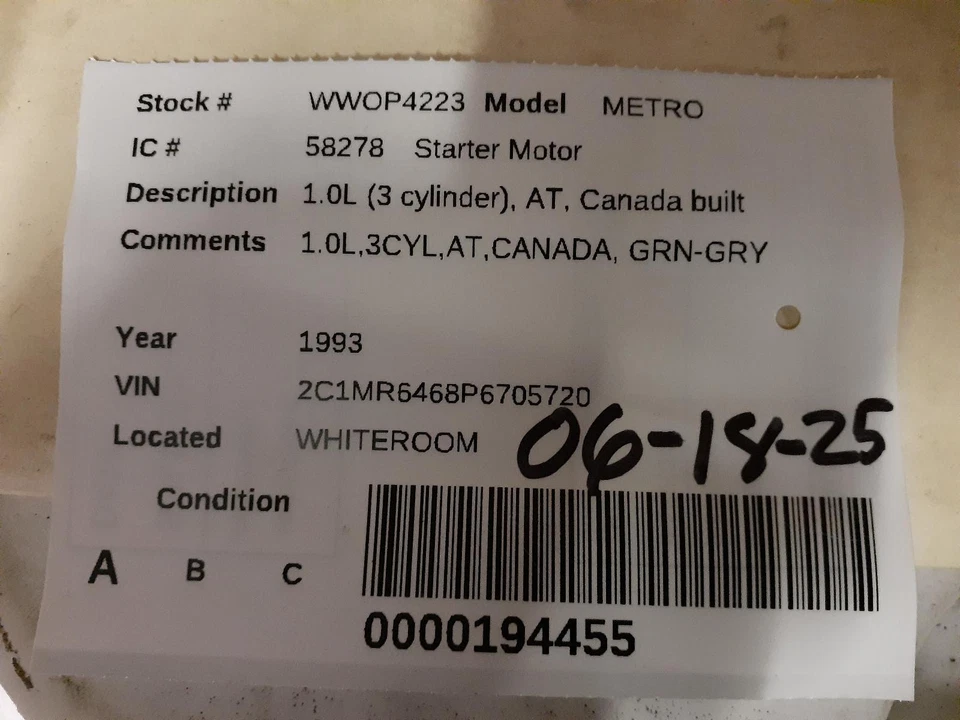 Stock # WWOP4223 Model METRO
IC # 58278 Starter Motor
Description 1.0L (3 cylinder), AT, Canada built
Comments 1.0L,3CYL,AT,CANADA, GRN-GRY
Year 1993
VIN 2C1MR6468P6705720
Located WHITEROOM 06-18-25
Condition
A B C
0000194455